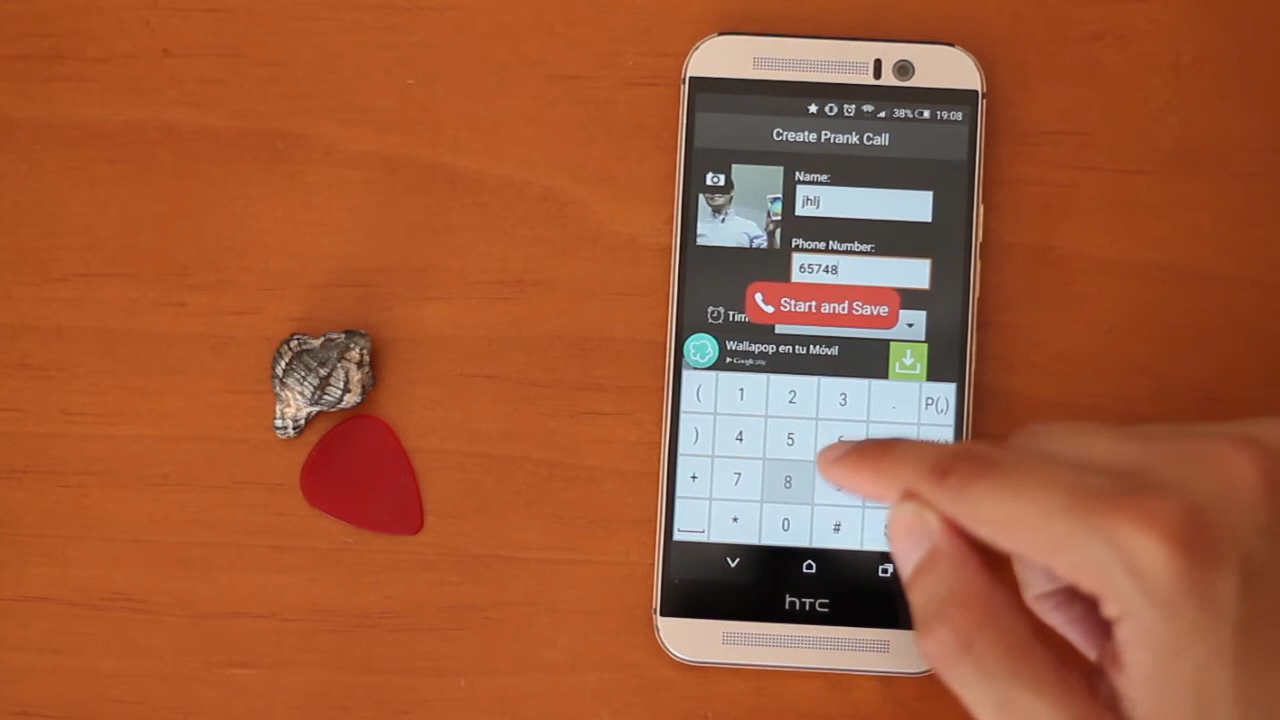 38% 19:08
Create Prank Call
Name:
jhlj
Phone Number:
65748
Start and Save
Wallapop en tu Móvil
( 1 2 3 . P(,)
) 4 5
+ 7 8
* 0 #
hTC